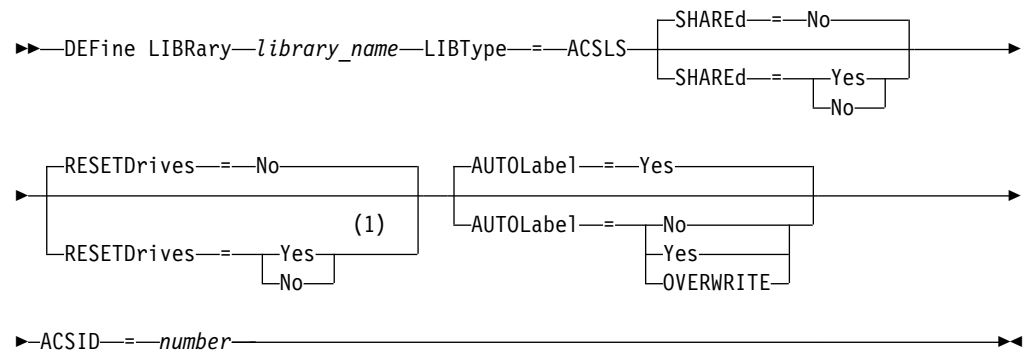 SHAREd = No
DEFine LIBRary library_name LIBType = ACSLS
SHAREd = Yes
No
RESETDrives = No AUTOLabel = Yes
(1)
RESETDrives = Yes AUTOLabel = No
No Yes
OVERWRITE
ACSID = number